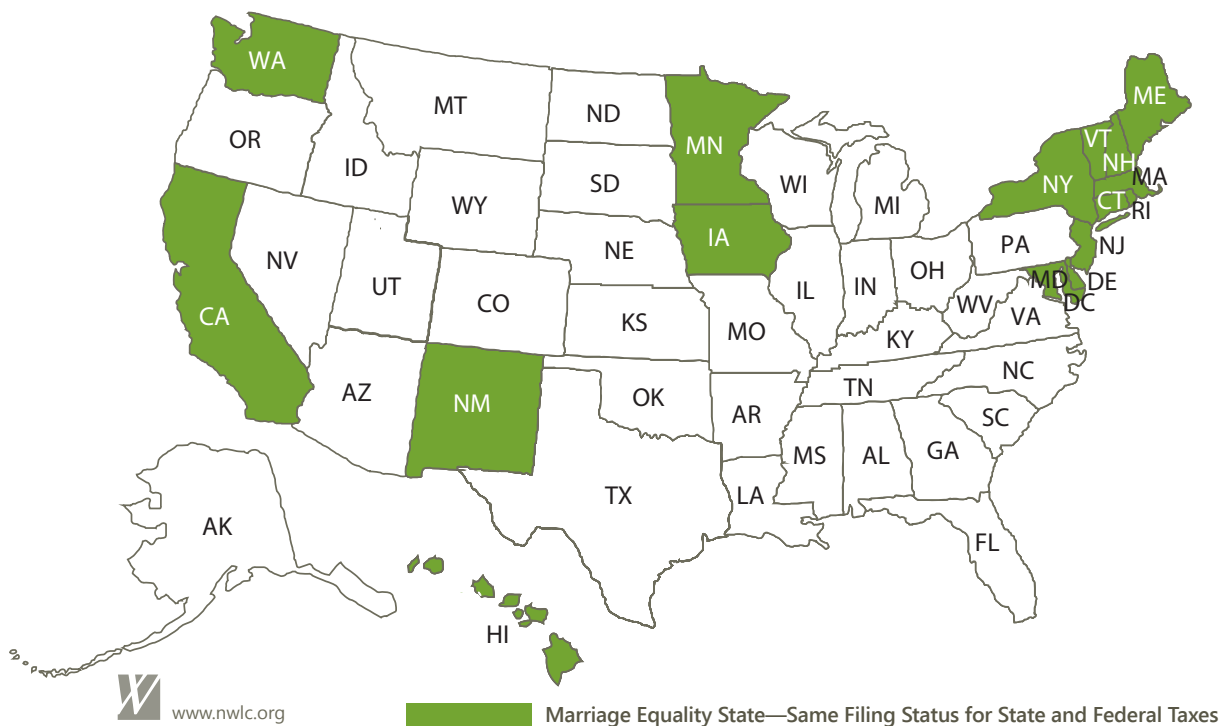 WA
MT
ND
MN
ME
VT
NH
OR
ID
SD
WI
MI
NY
MA
CT
RI
WY
IA
NE
PA
NJ
NV
UT
CO
IL
IN
OH
MD
DE
DC
WV
VA
CA
KS
MO
KY
AZ
NM
OK
AR
TN
NC
SC
MS
AL
GA
TX
LA
FL
AK
HI
W
www.nwlc.org
Marriage Equality State—Same Filing Status for State and Federal Taxes